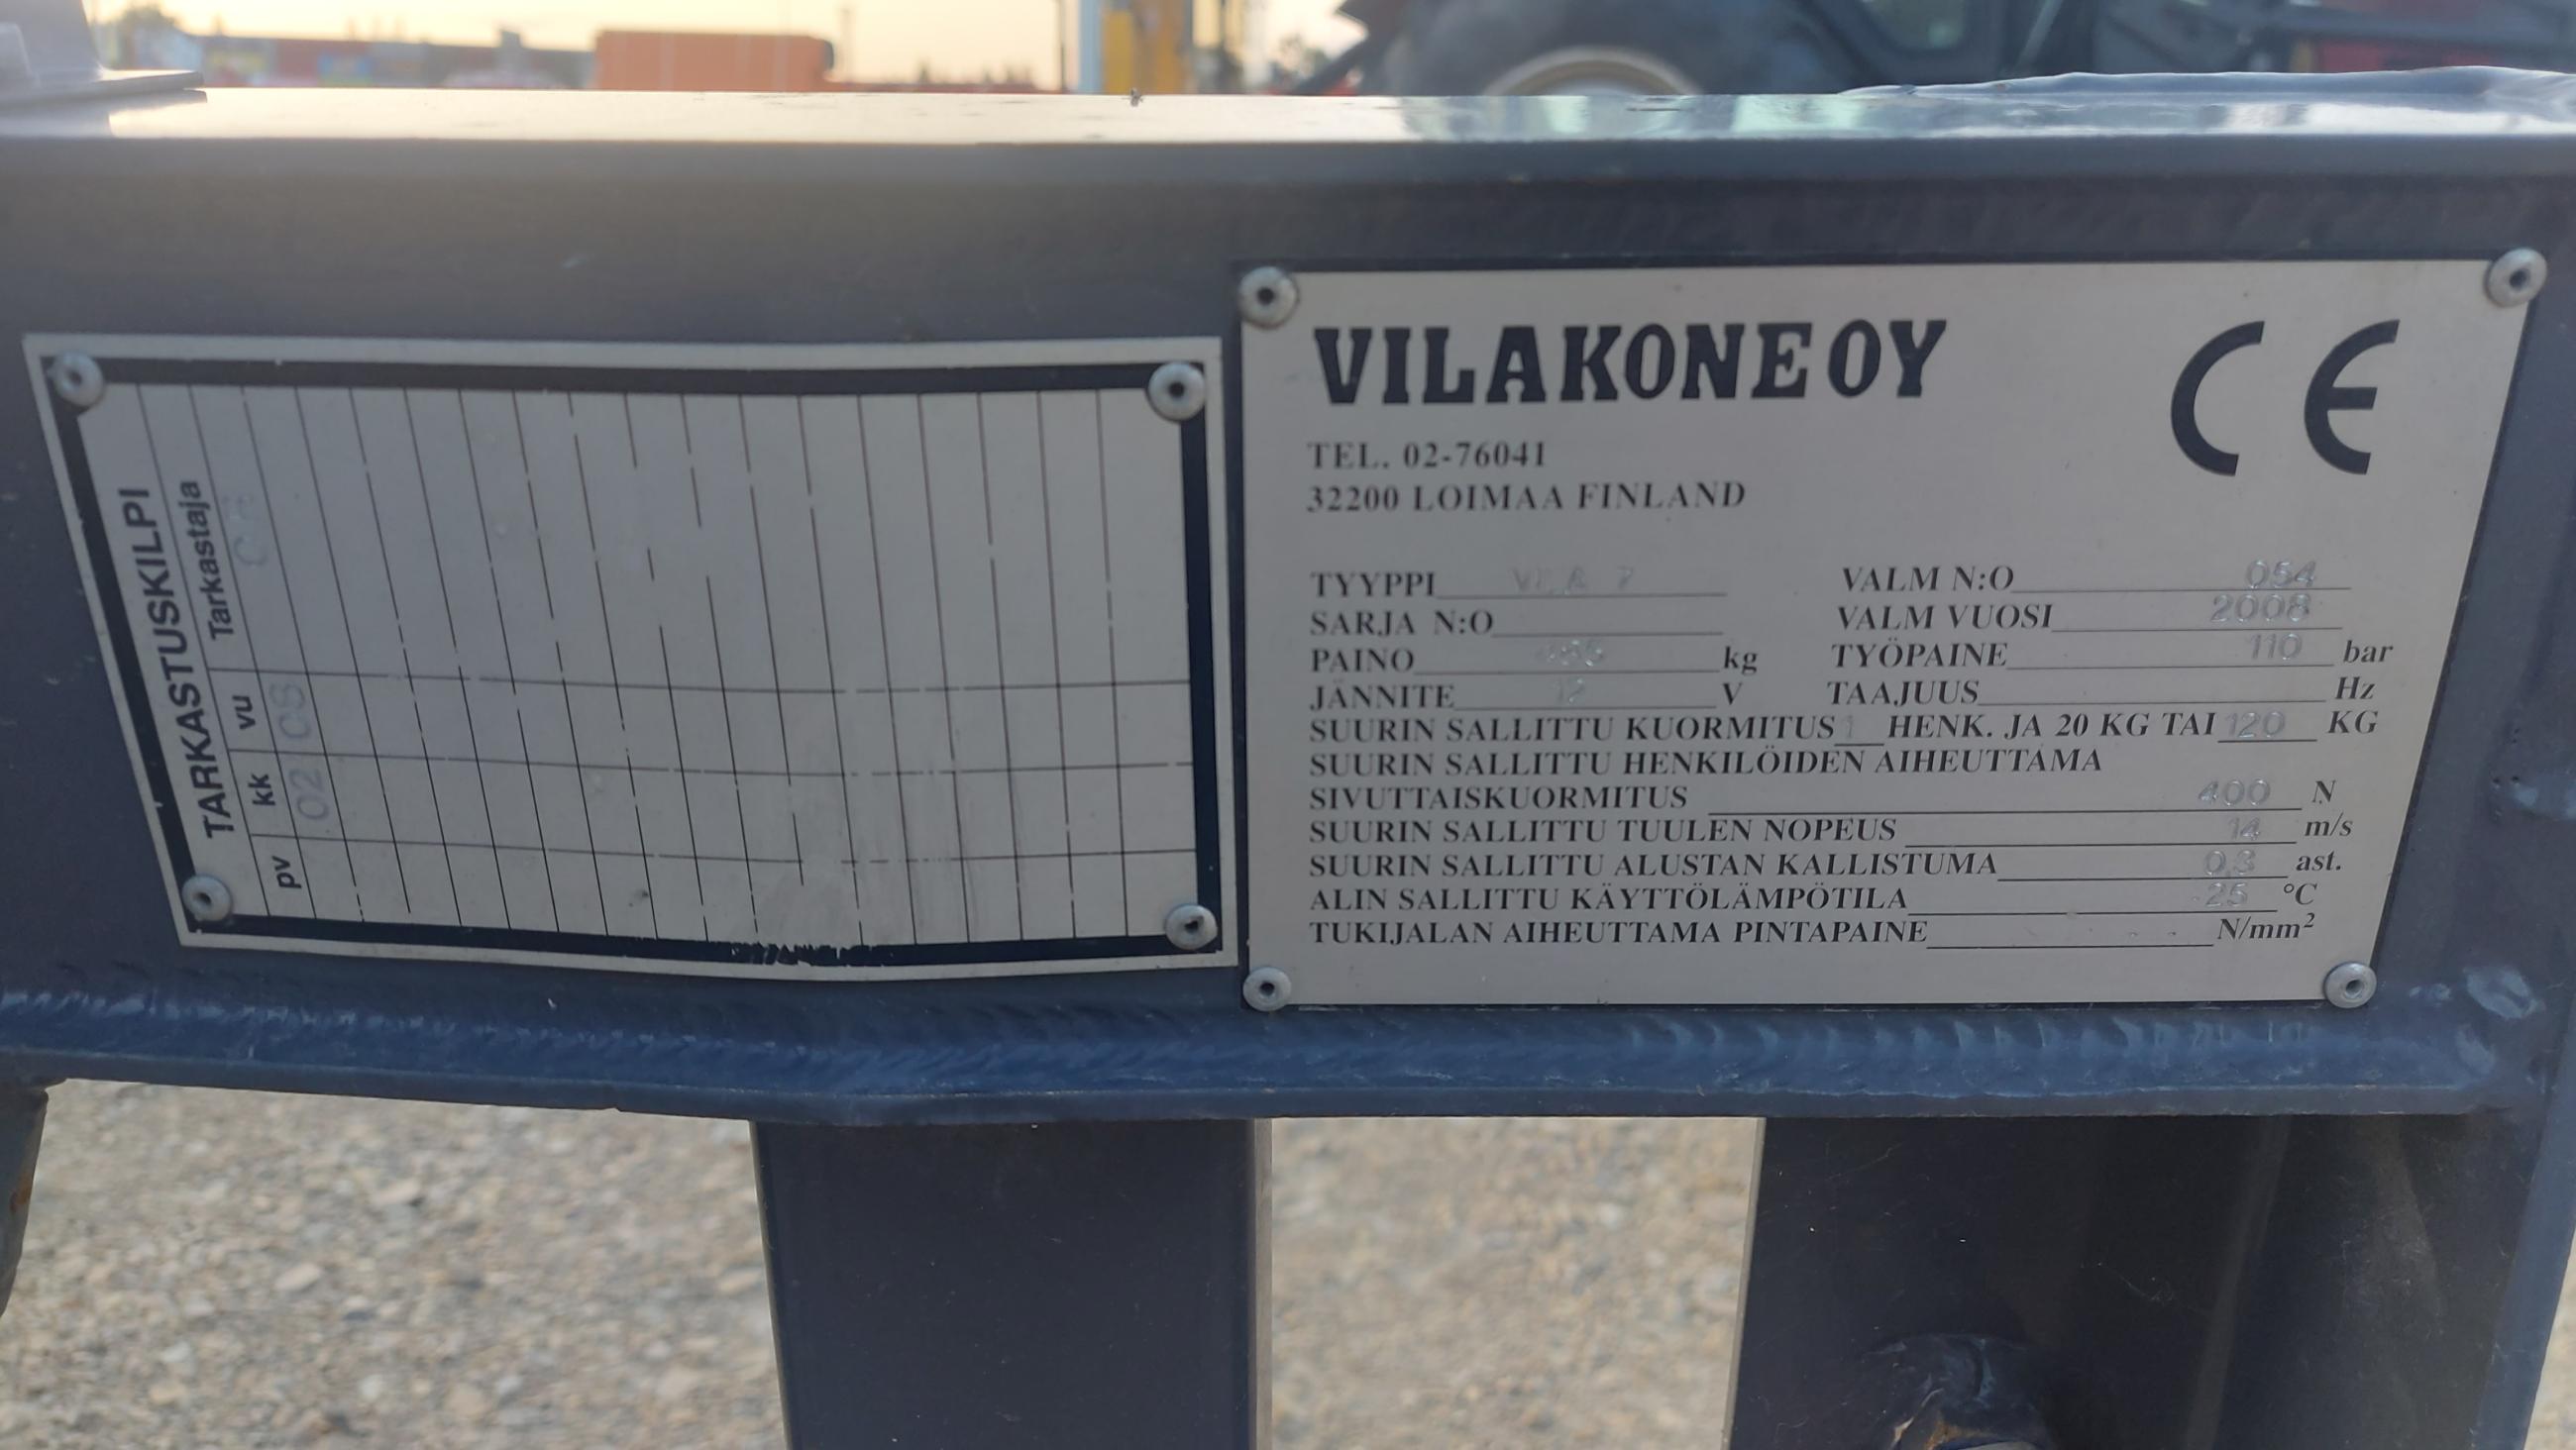 TARKASTUSKILPI
pv kk vu Tarkastaja
02
VILAKONE OY
CE
TEL. 02-76041
32200 LOIMAA FINLAND
TYYPPI VALM N:O 054
SARJA N:O VALM VUOSI 2008
PAINO kg TYÖPAINE 110 bar
JÄNNITE 12 V TAAJUUS Hz
SUURIN SALLITTU KUORMITUS 1 HENK. JA 20 KG TAI 120 KG
SUURIN SALLITTU HENKILÖIDEN AIHEUTTAMA
SIVUTTAISKUORMITUS 400 N
SUURIN SALLITTU TUULEN NOPEUS 14 m/s
SUURIN SALLITTU ALUSTAN KALLISTUMA 0,3 ast.
ALIN SALLITTU KÄYTTÖLÄMPÖTILA -25 °C
TUKIJALAN AIHEUTTAMA PINTAPAINE N/mm²